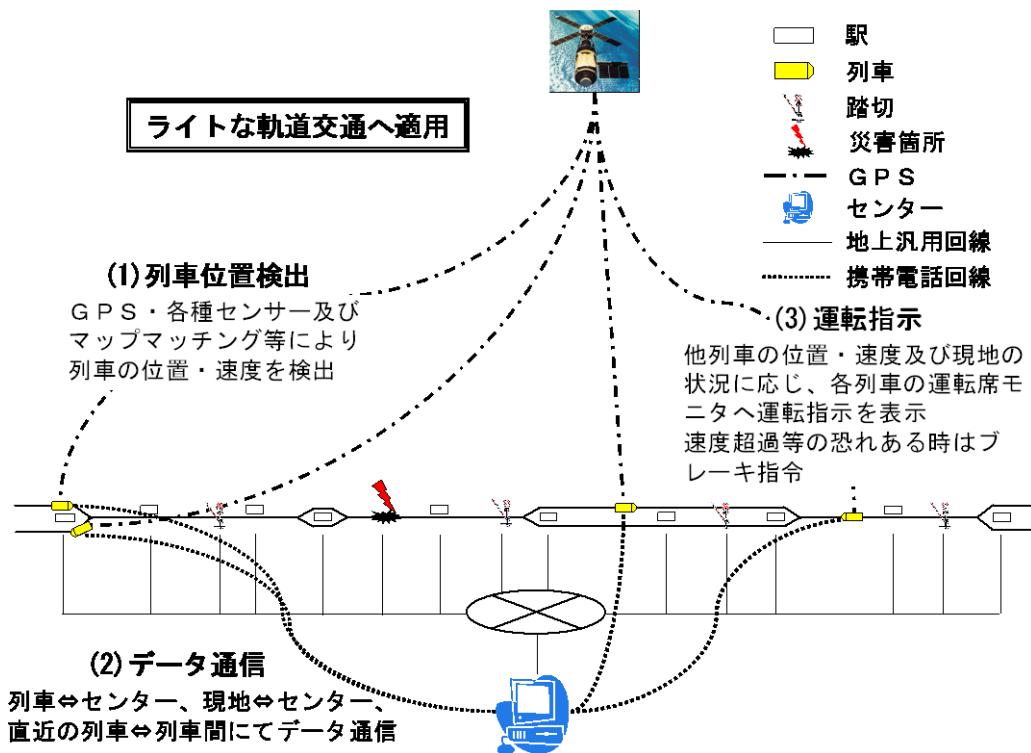 ライトな軌道交通へ適用
駅
列車
踏切
災害箇所
ＧＰＳ
センター
地上汎用回線
携帯電話回線
(1)列車位置検出
ＧＰＳ・各種センサー及び
マップマッチング等により
列車の位置・速度を検出
(3)運転指示
他列車の位置・速度及び現地の
状況に応じ、各列車の運転席モ
ニタへ運転指示を表示
速度超過等の恐れある時はブ
レーキ指令
(2)データ通信
列車⇔センター、現地⇔センター、
直近の列車⇔列車間にてデータ通信